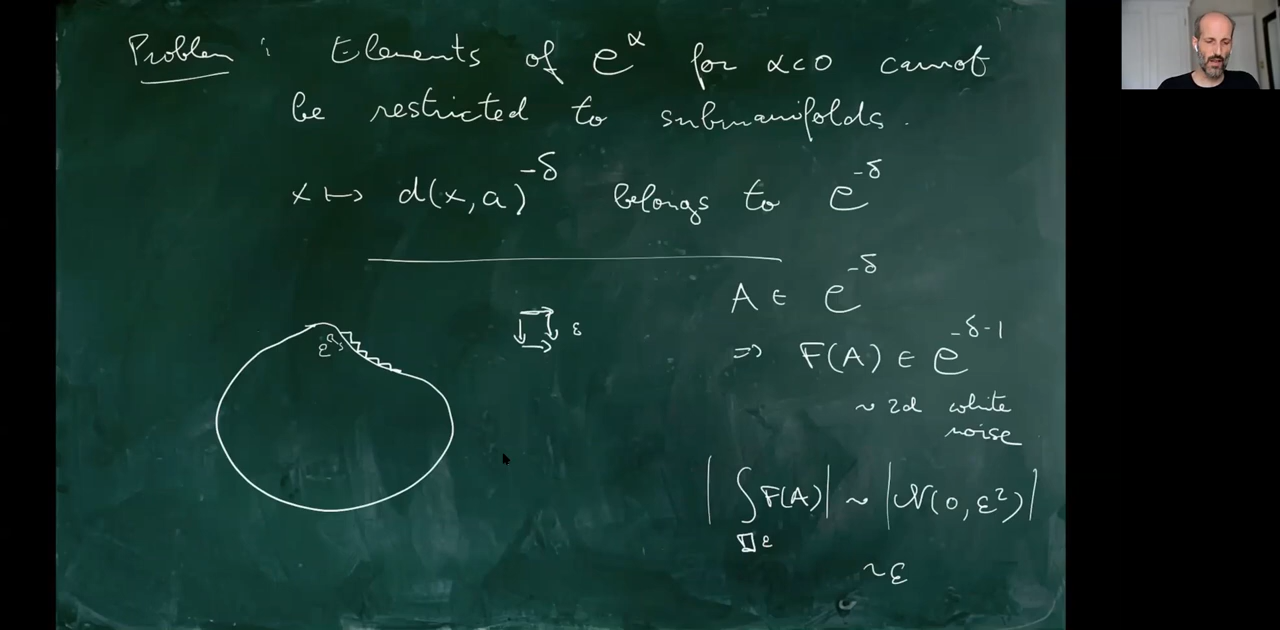 Problem : Elements of e^α for α<0 cannot
be restricted to submanifolds.
x ↦ d(x,a)^{-δ} belongs to e^{-δ}
A ∈ e^{-δ}
⇒ F(A) ∈ e^{-δ-1}
~ 2d white
noise
ε
| ∫_{□ε} F(A) | ~ | N(0, ε²) |
~ ε